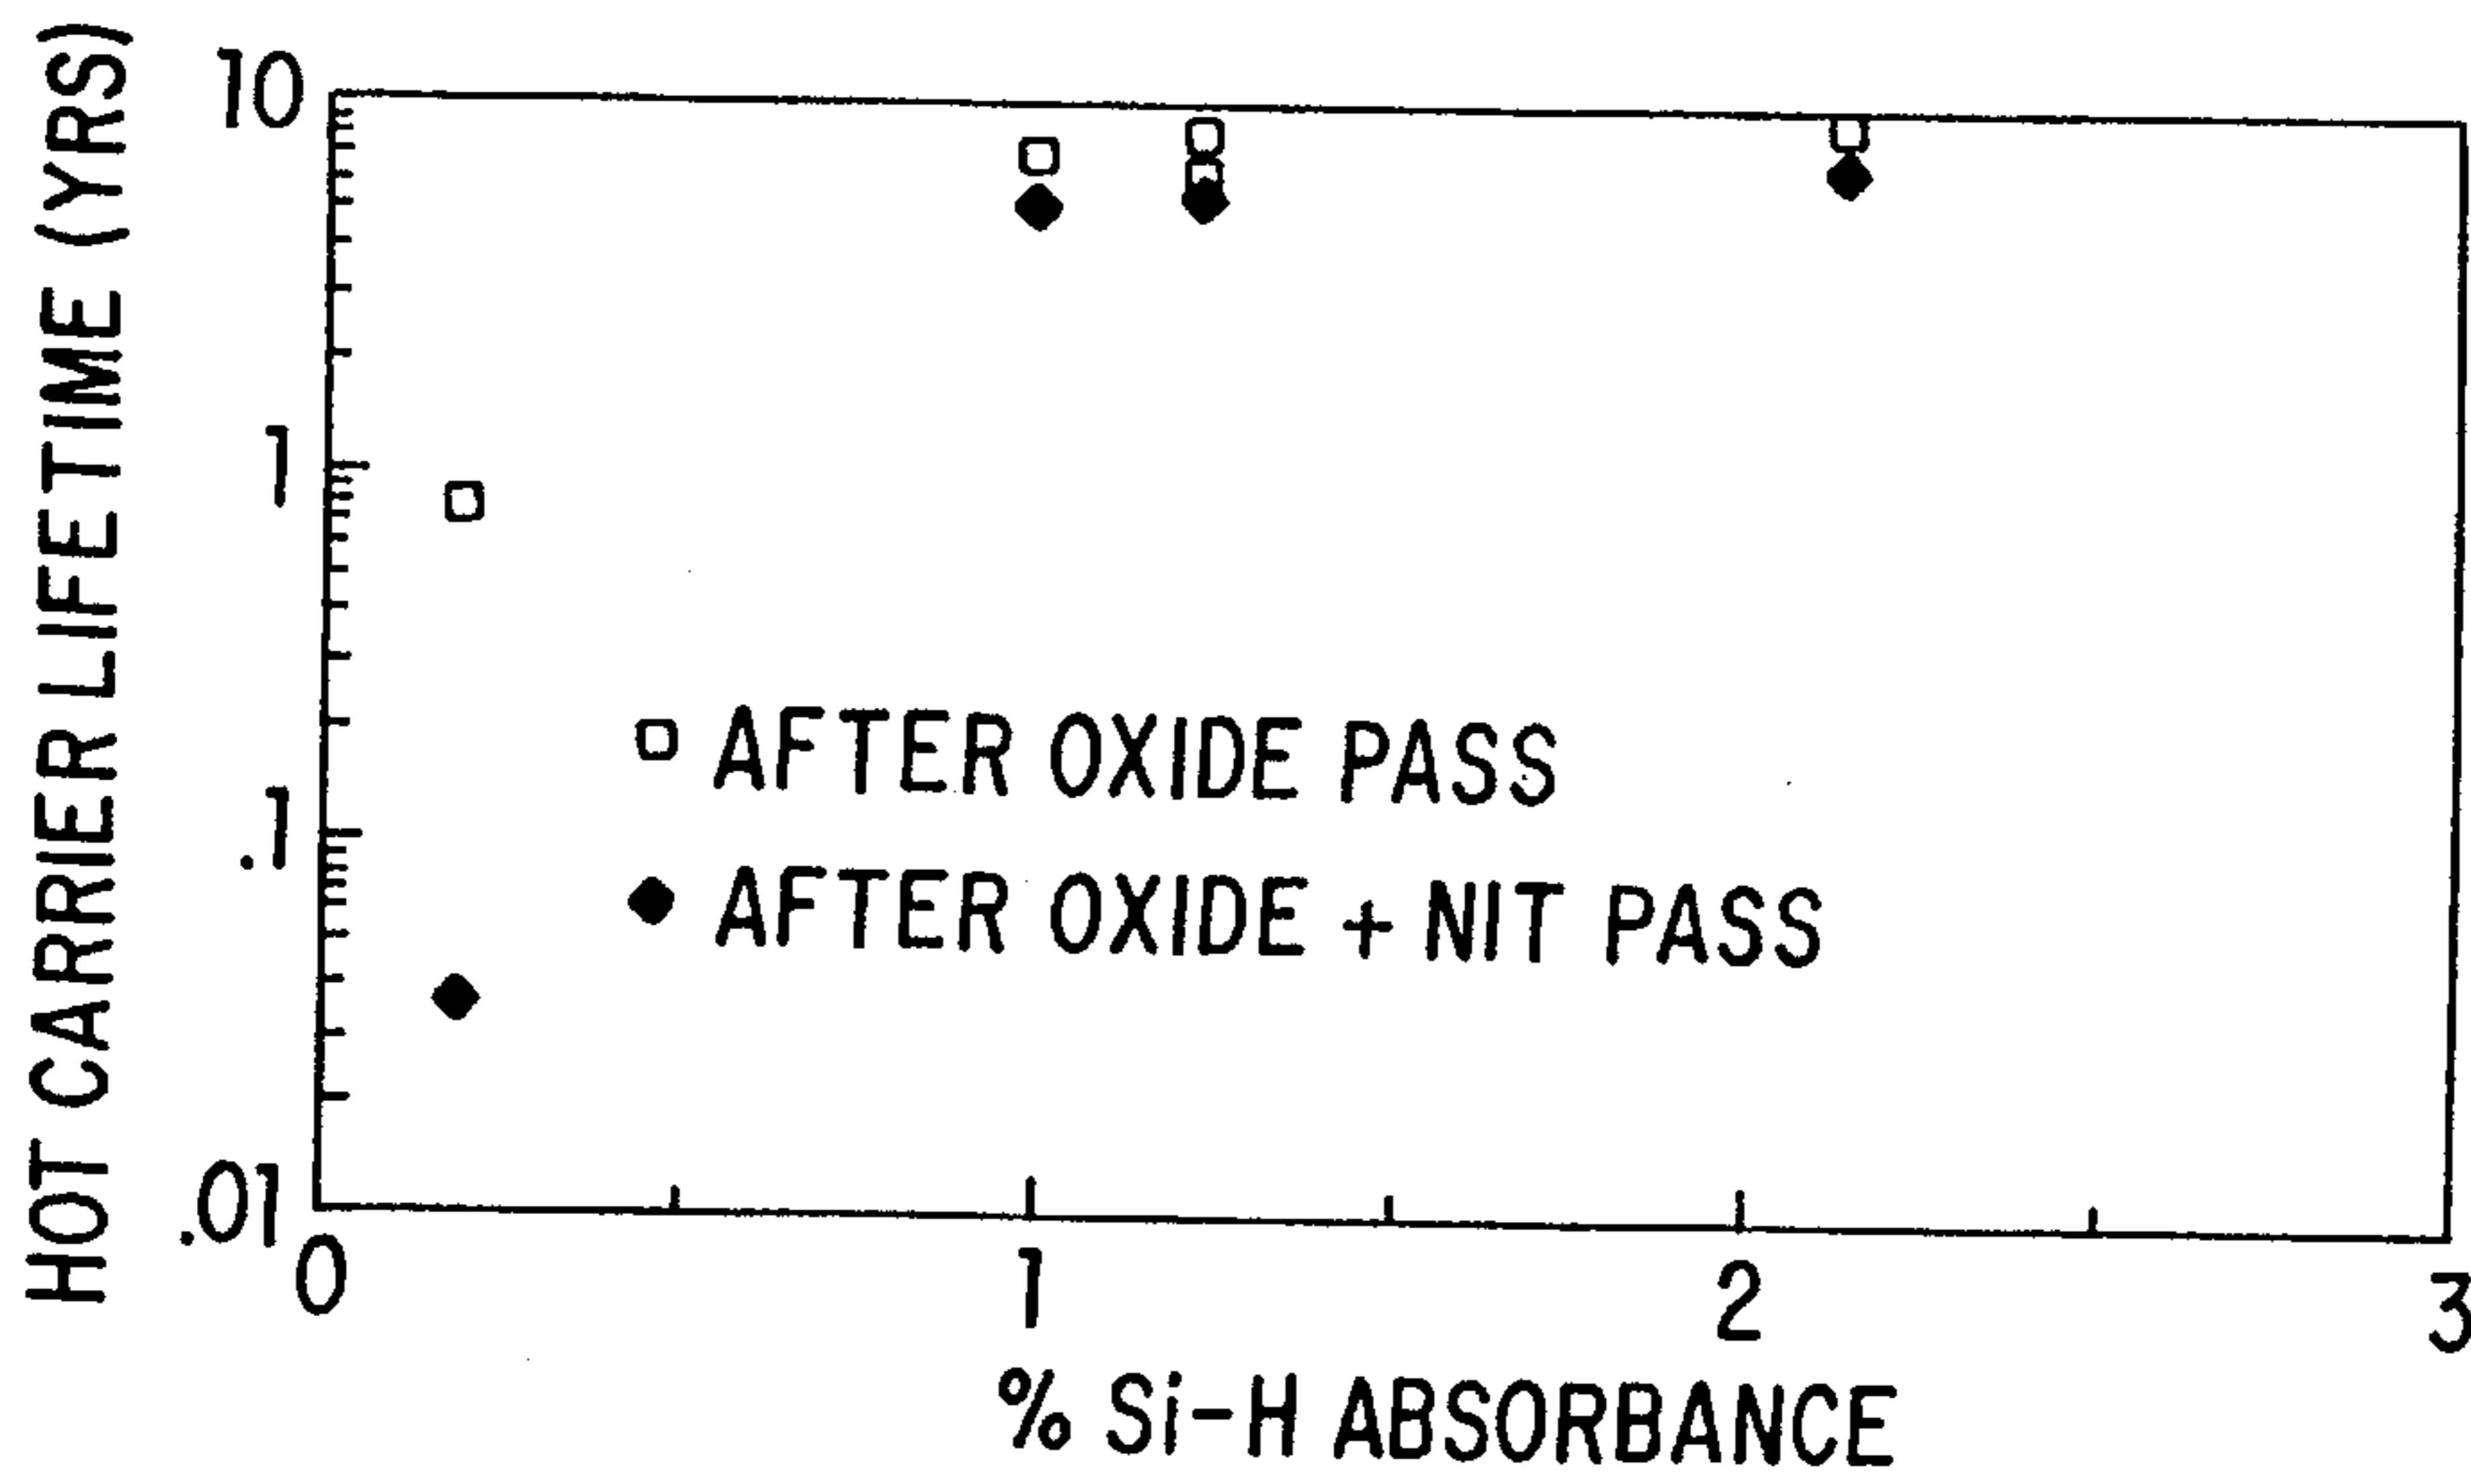 HOT CARRIER LIFETIME (YRS)
10
1
.1
.01
AFTER OXIDE PASS
AFTER OXIDE + NIT PASS
0 1 2 3
% Si-H ABSORBANCE